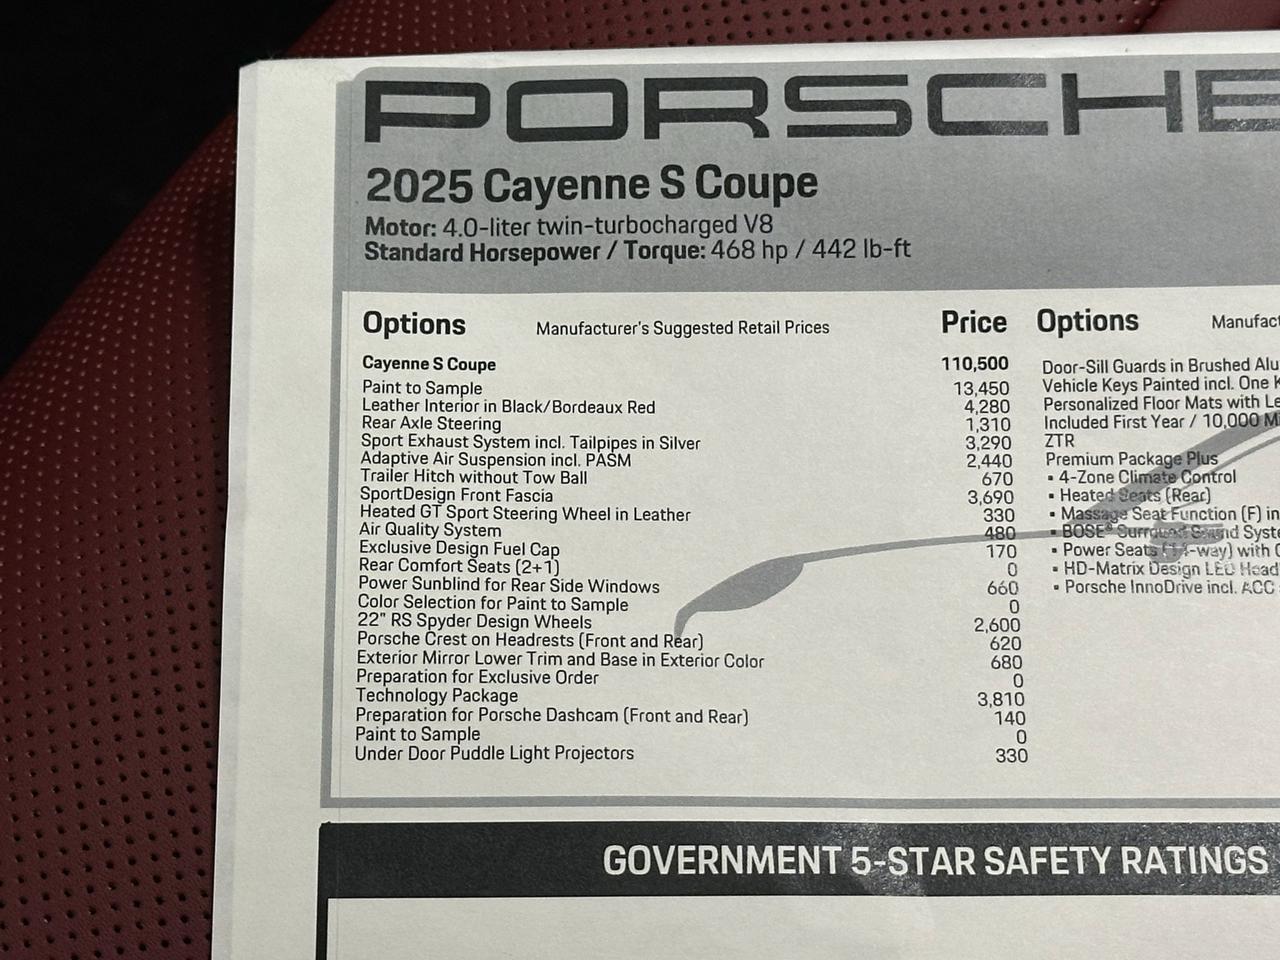 PORSCHE
2025 Cayenne S Coupe
Motor: 4.0-liter twin-turbocharged V8
Standard Horsepower / Torque: 468 hp / 442 lb-ft
Options Manufacturer's Suggested Retail Prices Price
Cayenne S Coupe 110,500
Paint to Sample 13,450
Leather Interior in Black/Bordeaux Red 4,280
Rear Axle Steering 1,310
Sport Exhaust System incl. Tailpipes in Silver 3,290
Adaptive Air Suspension incl. PASM 2,440
Trailer Hitch without Tow Ball 670
SportDesign Front Fascia 3,690
Heated GT Sport Steering Wheel in Leather 330
Air Quality System 480
Exclusive Design Fuel Cap 170
Rear Comfort Seats (2+1) 0
Power Sunblind for Rear Side Windows 660
Color Selection for Paint to Sample 0
22" RS Spyder Design Wheels 2,600
Porsche Crest on Headrests (Front and Rear) 620
Exterior Mirror Lower Trim and Base in Exterior Color 680
Preparation for Exclusive Order 0
Technology Package 3,810
Preparation for Porsche Dashcam (Front and Rear) 140
Paint to Sample 0
Under Door Puddle Light Projectors 330
Options
Door-Sill Guards in Brushed
Vehicle Keys Painted incl. One
Personalized Floor Mats with
Included First Year / 10,000
ZTR
Premium Package Plus
▪ 4-Zone Climate Control
▪ Heated Seats (Rear)
▪ Massage Seat Function (F) in
▪ BOSE® Surround Sound
▪ Power Seats (14-way) with
▪ HD-Matrix Design LED
▪ Porsche InnoDrive incl. ACC
GOVERNMENT 5-STAR SAFETY RATINGS